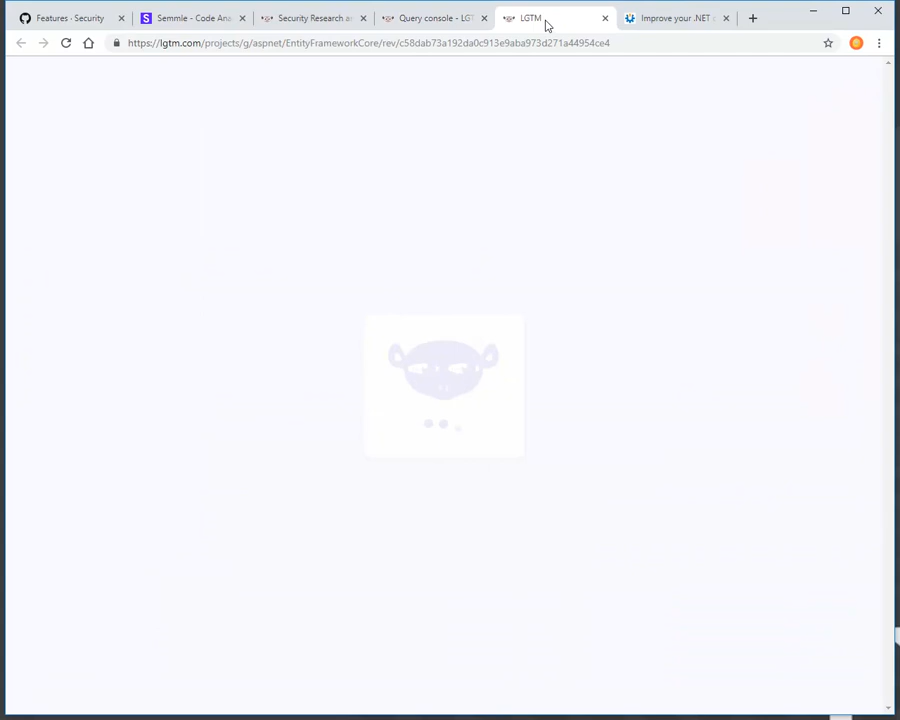 Features · Security
Semmle - Code Ana
Security Research a
Query console - LGT
LGTM
Improve your .NET
https://lgtm.com/projects/g/aspnet/EntityFrameworkCore/rev/c58dab73a192da0c913e9aba973d271a44954ce4